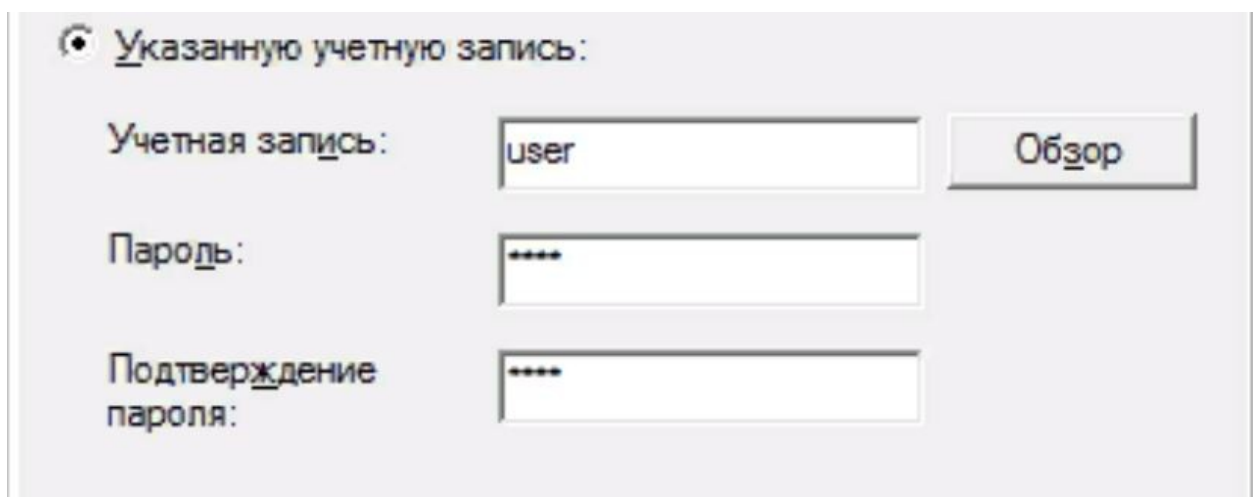 Указанную учетную запись:
Учетная запись: user Обзор
Пароль: ****
Подтверждение ****
пароля: